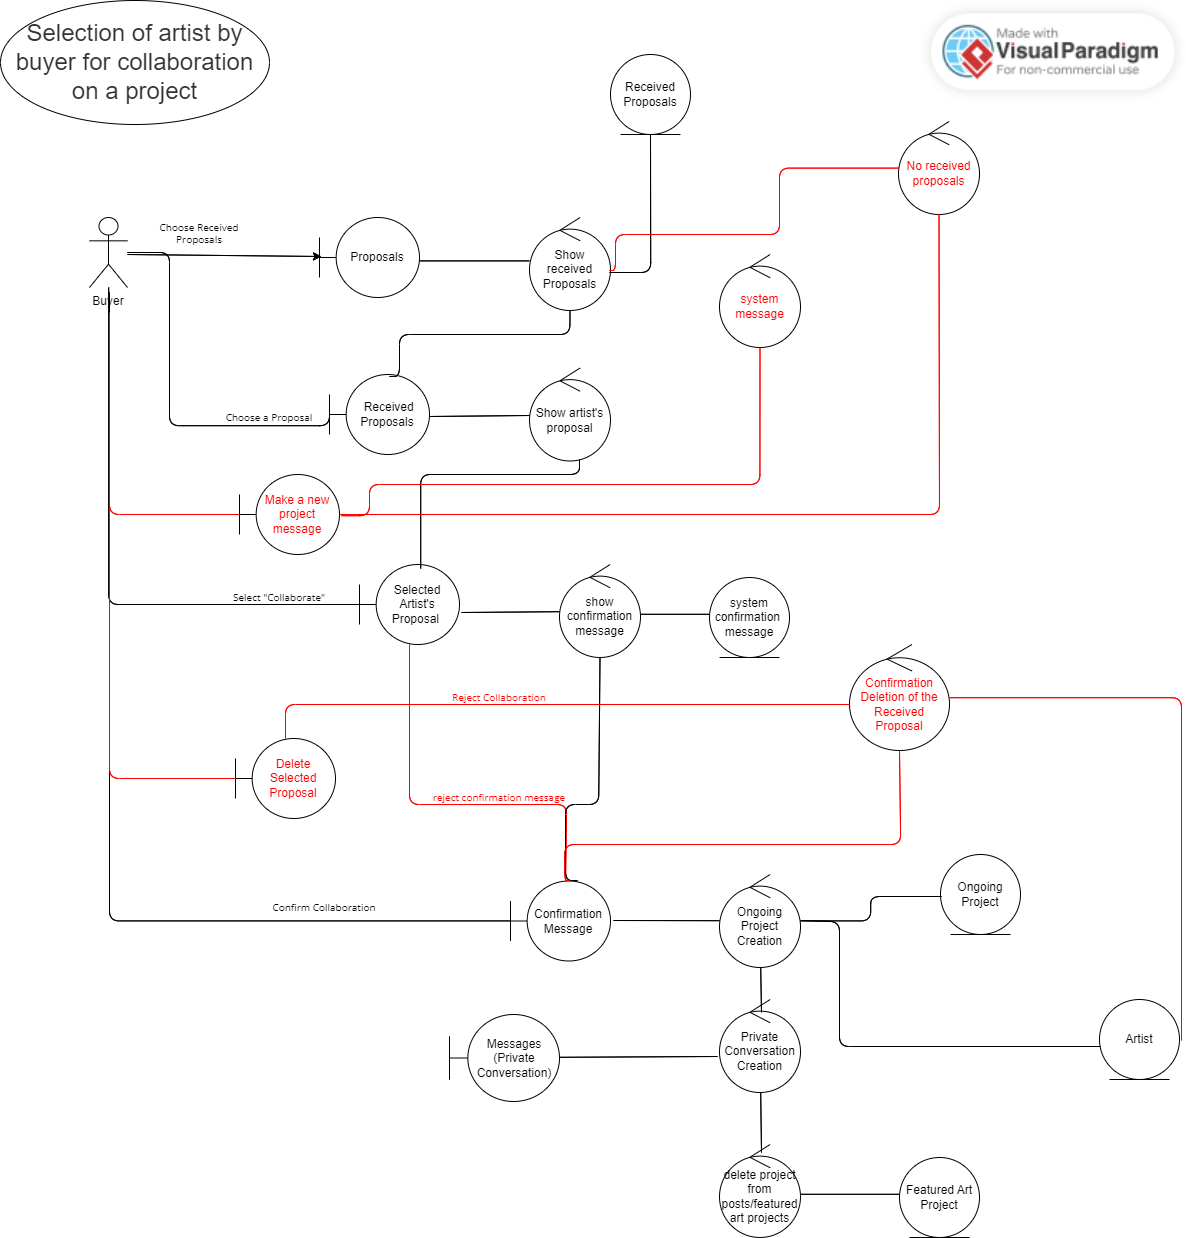 Selection of artist by
buyer for collaboration
on a project
Made with
VisualParadigm
For non-commercial use
Received
Proposals
No received
proposals
Choose Received
Proposals
Proposals
Show
received
Proposals
Buyer
system
message
Choose a Proposal
Received
Proposals
Show artist's
proposal
Make a new
project
message
Select "Collaborate"
Selected
Artist's
Proposal
show
confirmation
message
system
confirmation
message
Reject Collaboration
Confirmation
Deletion of the
Received
Proposal
Delete
Selected
Proposal
reject confirmation message
Confirm Collaboration
Confirmation
Message
Ongoing
Project
Creation
Ongoing
Project
Messages
(Private
Conversation)
Private
Conversation
Creation
Artist
delete project
from
posts/featured
art projects
Featured Art
Project